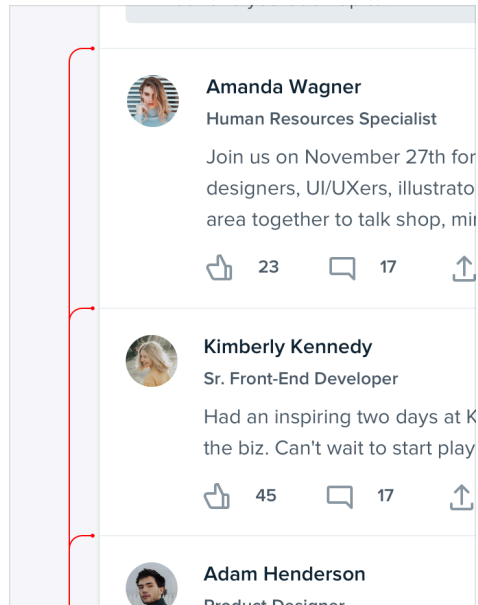 Amanda Wagner
Human Resources Specialist
Join us on November 27th for
designers, UI/UXers, illustrato
area together to talk shop, mi
23 17
Kimberly Kennedy
Sr. Front-End Developer
Had an inspiring two days at K
the biz. Can't wait to start play
45 17
Adam Henderson
Product Designer